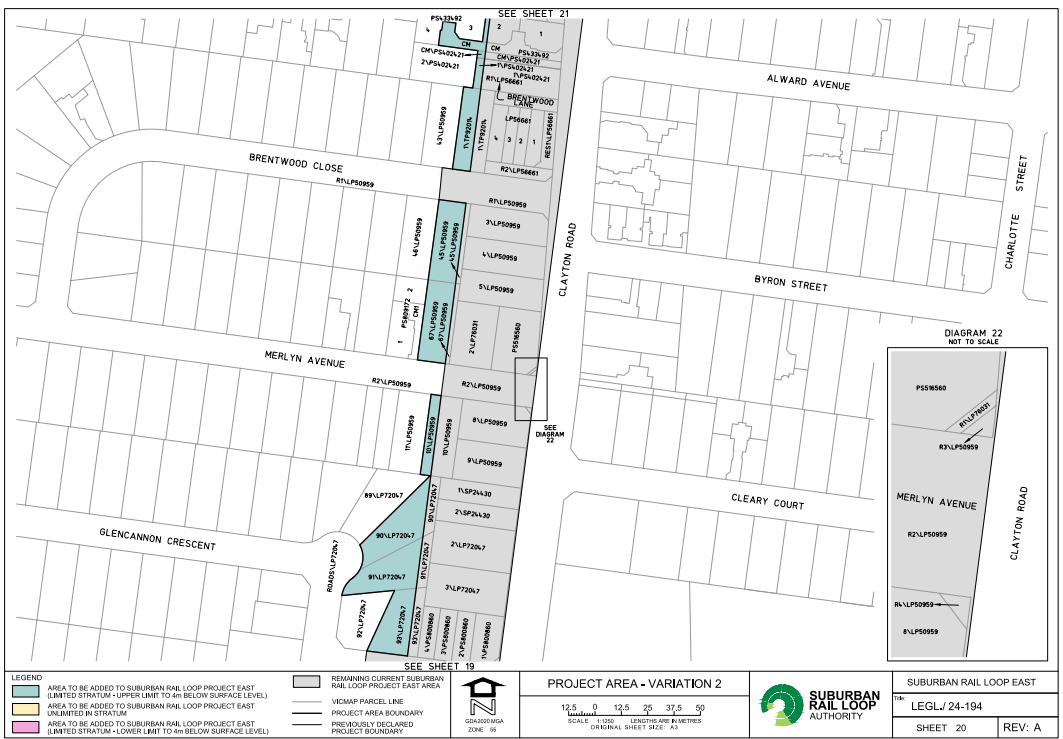 SEE SHEET 21
PS433492
4
3
2
1
CM
CM
PS433492
CM\PS402421
CM\PS402421
2\PS402421
1\PS402421
1\PS402421
R1\LP56661
BRENTWOOD
LANE
ALWARD AVENUE
43\LP50959
1\TP92014
1\TP92014
LP56661
4
3
2
1
RES1\LP56661
R2\LP56661
BRENTWOOD CLOSE
R1\LP50959
R1\LP50959
CHARLOTTE STREET
46\LP50959
45\LP50959
45\LP50959
3\LP50959
4\LP50959
5\LP50959
CLAYTON ROAD
BYRON STREET
2
CM1
PS809172
1
67\LP50959
67\LP50959
2\LP76031
PS516560
MERLYN AVENUE
R2\LP50959
R2\LP50959
SEE
DIAGRAM
22
11\LP50959
10\LP50959
10\LP50959
8\LP50959
9\LP50959
89\LP72047
90\LP72047
90\LP72047
1\SP24430
2\SP24430
CLEARY COURT
GLENCANNON CRESCENT
ROADS\LP72047
91\LP72047
91\LP72047
2\LP72047
3\LP72047
92\LP72047
93\LP72047
93\LP72047
4\PS800860
3\PS800860
2\PS800860
1\PS800860
SEE SHEET 19
DIAGRAM 22
NOT TO SCALE
PS516560
R1\LP76031
R3\LP50959
MERLYN AVENUE
R2\LP50959
CLAYTON ROAD
R4\LP50959
8\LP50959
LEGEND
AREA TO BE ADDED TO SUBURBAN RAIL LOOP PROJECT EAST
(LIMITED STRATUM - UPPER LIMIT TO 4m BELOW SURFACE LEVEL)
AREA TO BE ADDED TO SUBURBAN RAIL LOOP PROJECT EAST
UNLIMITED IN STRATUM
AREA TO BE ADDED TO SUBURBAN RAIL LOOP PROJECT EAST
(LIMITED STRATUM - LOWER LIMIT TO 4m BELOW SURFACE LEVEL)
REMAINING CURRENT SUBURBAN
RAIL LOOP PROJECT EAST AREA
VICMAP PARCEL LINE
PROJECT AREA BOUNDARY
PREVIOUSLY DECLARED
PROJECT BOUNDARY
GDA2020 MGA
ZONE 55
PROJECT AREA - VARIATION 2
12.5 0 12.5 25 37.5 50
SCALE 1:1250 LENGTHS ARE IN METRES
ORIGINAL SHEET SIZE: A3
SUBURBAN
RAIL LOOP
AUTHORITY
SUBURBAN RAIL LOOP EAST
Title:
LEGL./ 24-194
SHEET 20
REV: A